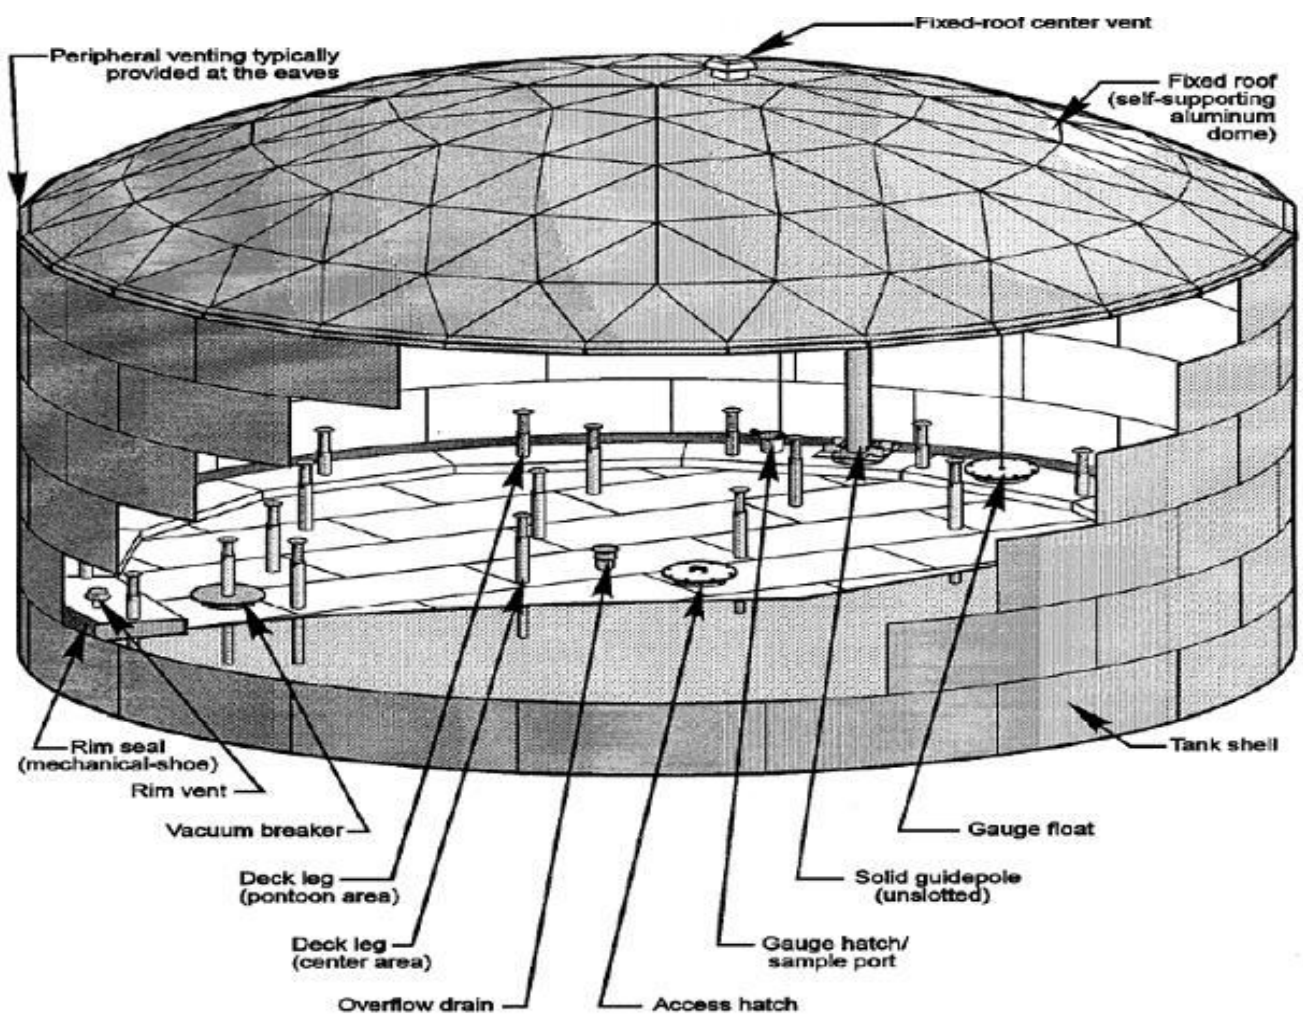 Fixed-roof center vent
Peripheral venting typically
provided at the eaves
Fixed roof
(self-supporting
aluminum
dome)
Rim seal
(mechanical-shoe)
Rim vent
Vacuum breaker
Deck leg
(pontoon area)
Deck leg
(center area)
Overflow drain
Access hatch
Gauge hatch/
sample port
Solid guidepole
(unslotted)
Gauge float
Tank shell